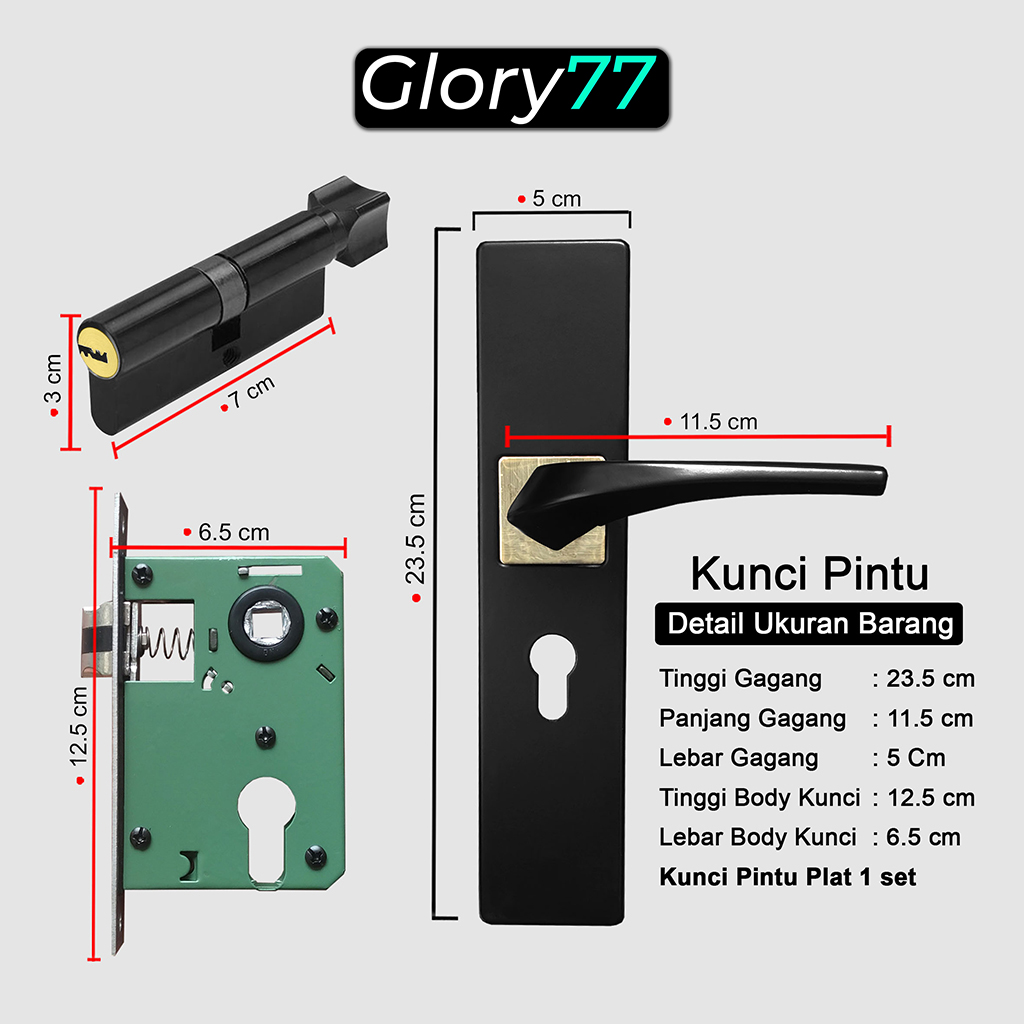 Glory77
• 5 cm
• 3 cm
• 7 cm
• 11.5 cm
• 23.5 cm
• 6.5 cm
• 12.5 cm
Kunci Pintu
Detail Ukuran Barang
Tinggi Gagang : 23.5 cm
Panjang Gagang : 11.5 cm
Lebar Gagang : 5 Cm
Tinggi Body Kunci : 12.5 cm
Lebar Body Kunci : 6.5 cm
Kunci Pintu Plat 1 set